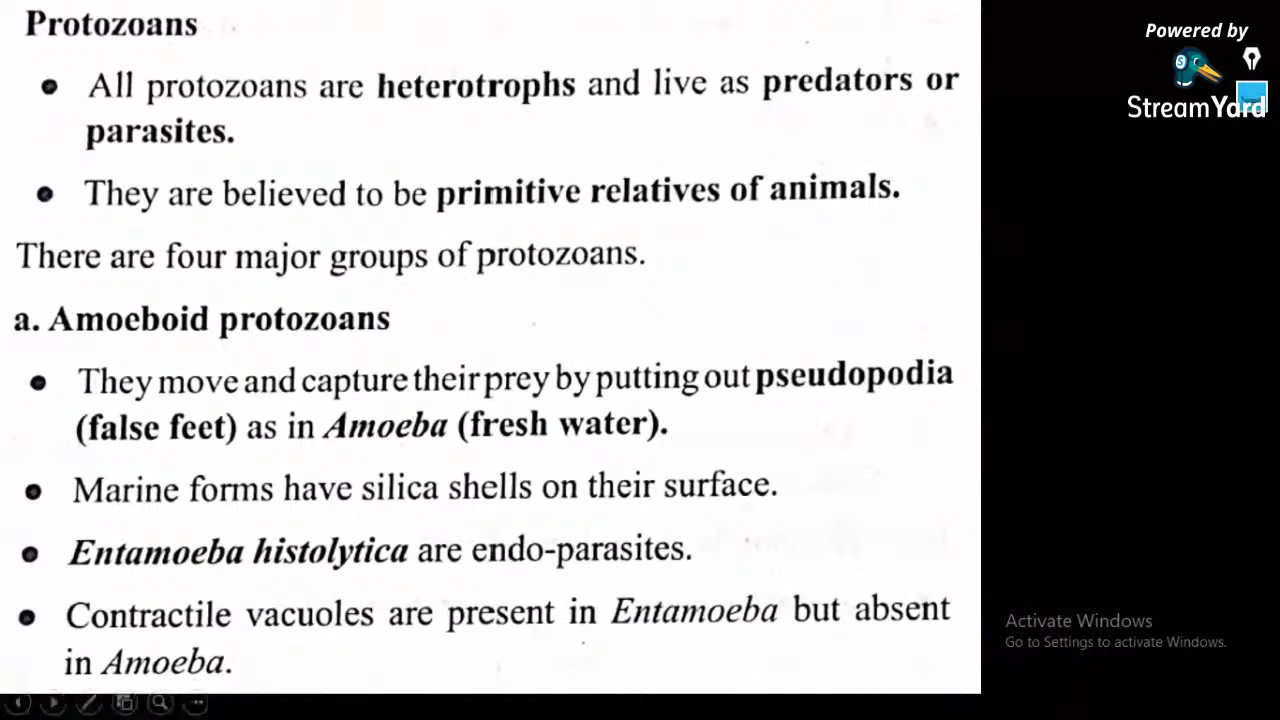 Protozoans
• All protozoans are heterotrophs and live as predators or
parasites.
• They are believed to be primitive relatives of animals.
There are four major groups of protozoans.
a. Amoeboid protozoans
• They move and capture their prey by putting out pseudopodia
(false feet) as in Amoeba (fresh water).
• Marine forms have silica shells on their surface.
• Entamoeba histolytica are endo-parasites.
• Contractile vacuoles are present in Entamoeba but absent
in Amoeba.
Powered by
StreamYard
Activate Windows
Go to Settings to activate Windows.